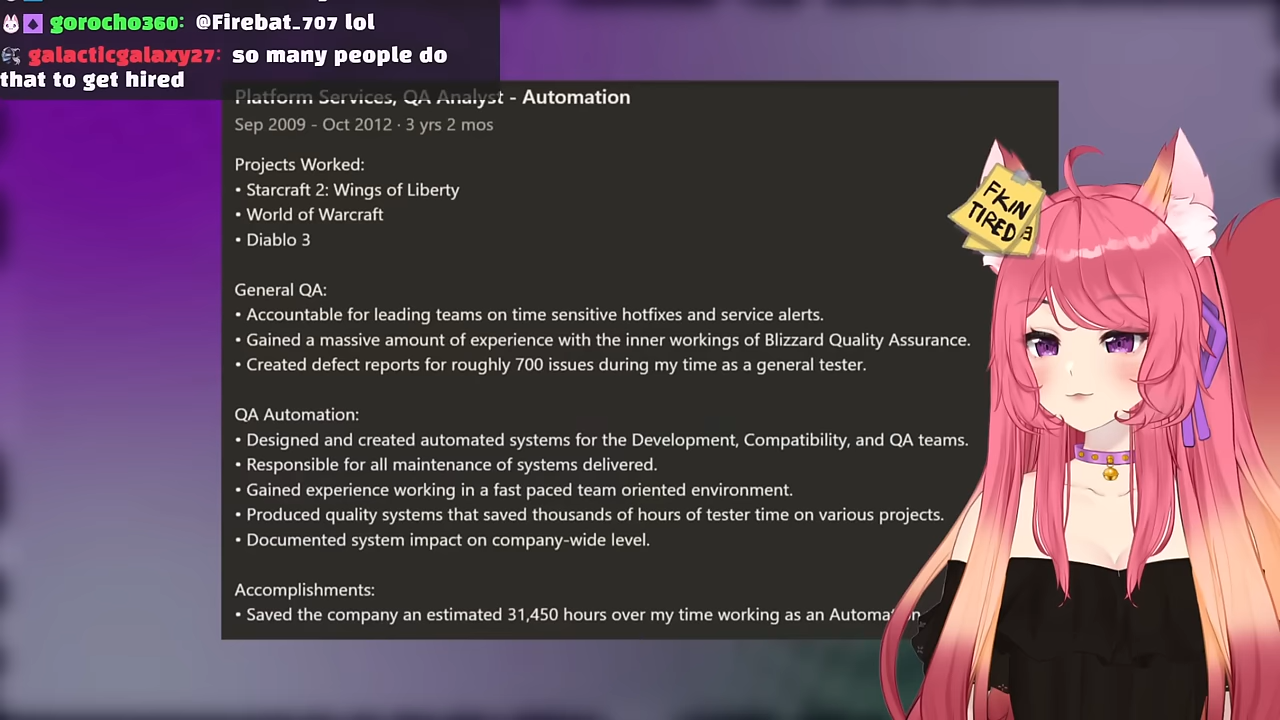 gorocho360: @Firebat_707 lol
galacticgalaxy27: so many people do
that to get hired
Platform Services, QA Analyst - Automation
Sep 2009 - Oct 2012 · 3 yrs 2 mos
Projects Worked:
• Starcraft 2: Wings of Liberty
• World of Warcraft
• Diablo 3
General QA:
• Accountable for leading teams on time sensitive hotfixes and service alerts.
• Gained a massive amount of experience with the inner workings of Blizzard Quality Assurance.
• Created defect reports for roughly 700 issues during my time as a general tester.
QA Automation:
• Designed and created automated systems for the Development, Compatibility, and QA teams.
• Responsible for all maintenance of systems delivered.
• Gained experience working in a fast paced team oriented environment.
• Produced quality systems that saved thousands of hours of tester time on various projects.
• Documented system impact on company-wide level.
Accomplishments:
• Saved the company an estimated 31,450 hours over my time working as an
FKIN
TIRED